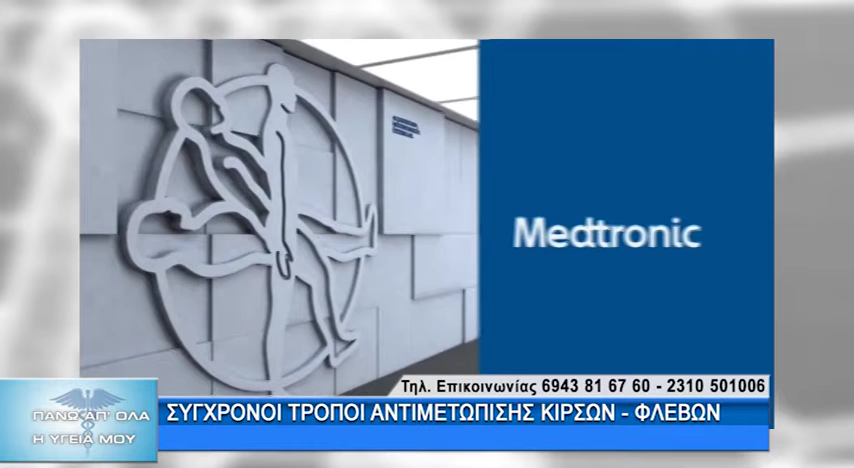 Medtronic
Τηλ. Επικοινωνίας 6943 81 67 60 - 2310 501006
ΣΥΓΧΡΟΝΟΙ ΤΡΟΠΟΙ ΑΝΤΙΜΕΤΩΠΙΣΗΣ ΚΙΡΣΩΝ - ΦΛΕΒΩΝ
ΠΑΝΩ ΑΠ' ΟΛΑ
Η ΥΓΕΙΑ ΜΟΥ